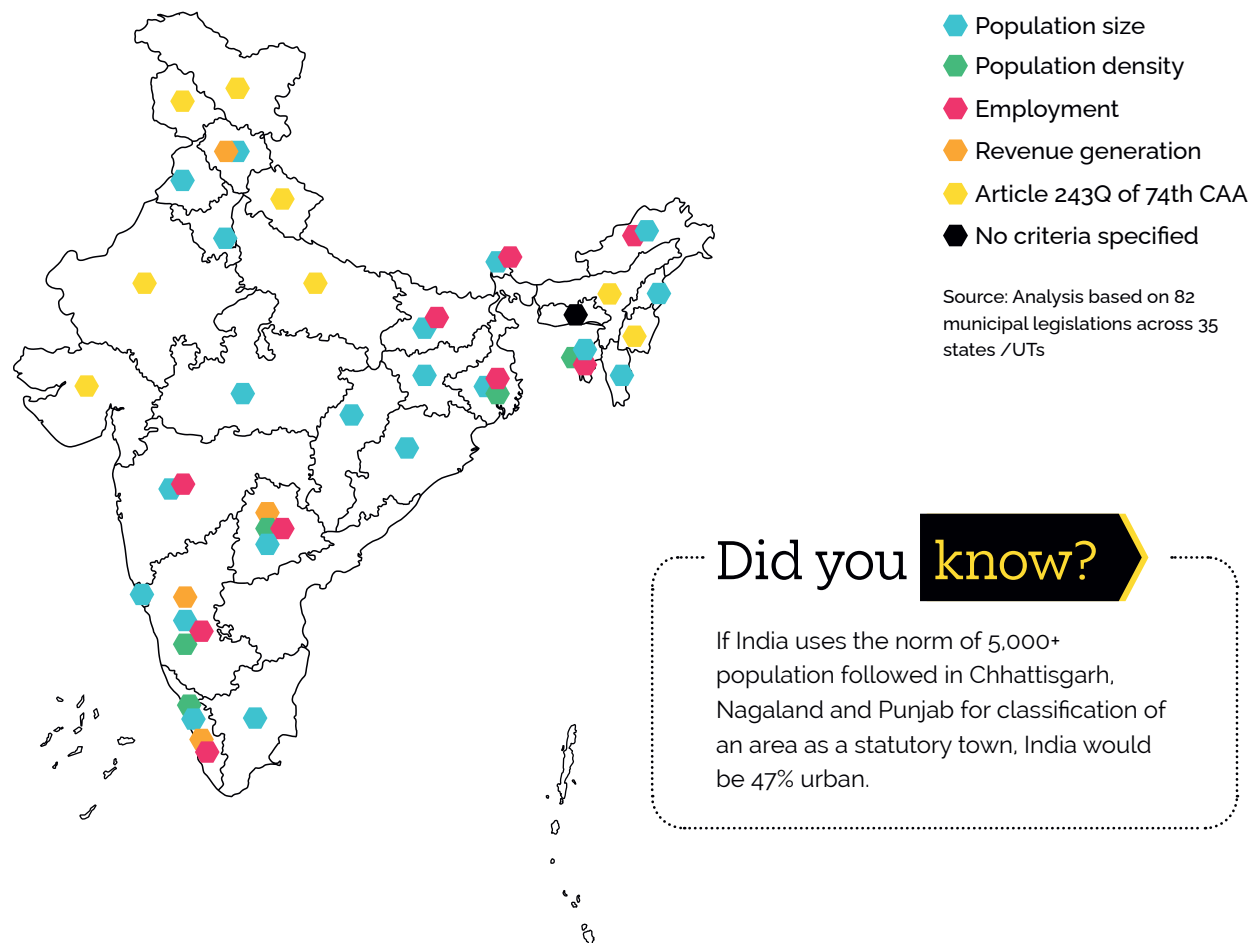 Population size
Population density
Employment
Revenue generation
Article 243Q of 74th CAA
No criteria specified
Source: Analysis based on 82
municipal legislations across 35
states /UTs
Did you know?
If India uses the norm of 5,000+
population followed in Chhattisgarh,
Nagaland and Punjab for classification of
an area as a statutory town, India would
be 47% urban.